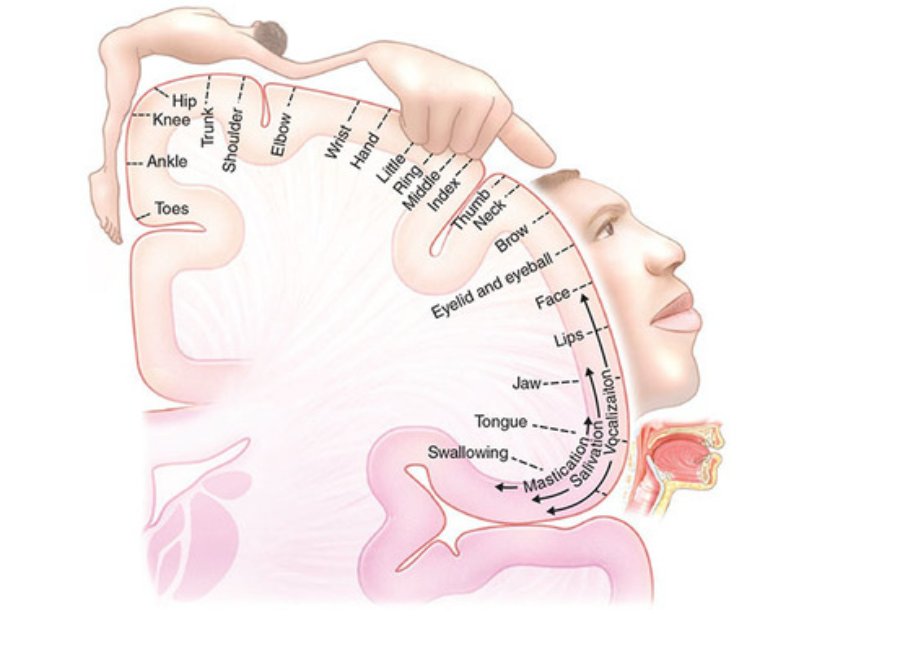 Hip
Knee
Trunk
Shoulder
Elbow
Wrist
Hand
Little
Ring
Middle
Index
Thumb
Neck
Brow
Eyelid and eyeball
Face
Lips
Jaw
Tongue
Swallowing
Ankle
Toes
Mastication
Salivation
Vocalizaiton